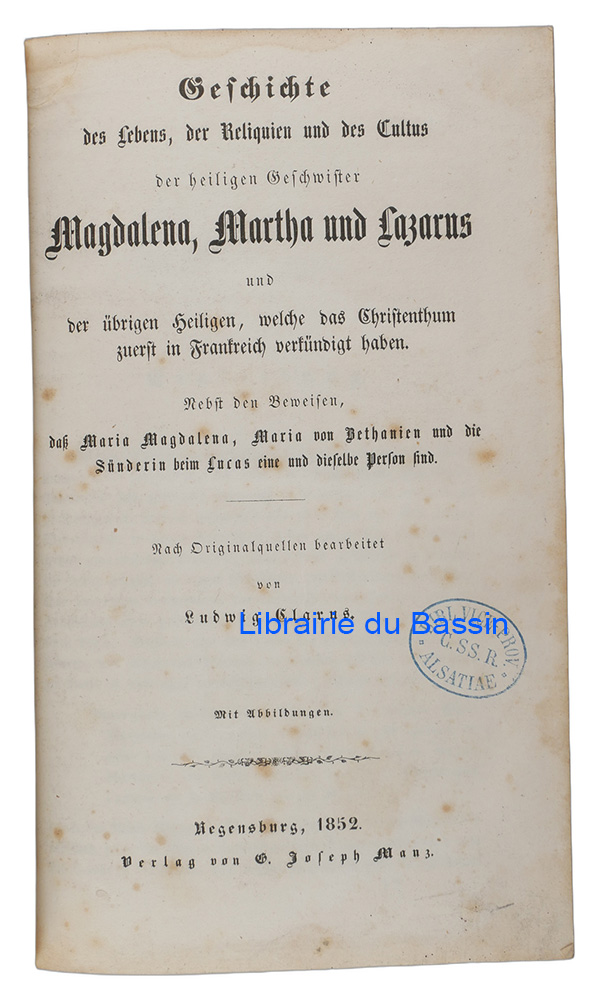 Geschichte
des Lebens, der Reliquien und des Cultus
der heiligen Geschwister
Magdalena, Martha und Lazarus
und
der übrigen Heiligen, welche das Christenthum
zuerst in Frankreich verkündigt haben.
Nebst den Beweisen,
daß Maria Magdalena, Maria von Bethanien und die
Sünderin beim Lucas eine und dieselbe Person sind.
Nach Originalquellen bearbeitet
von
Ludwig Clarus.
Librairie du Bassin
PROV.
C. SS. R.
ALSATIAE
Mit Abbildungen.
Regensburg, 1852.
Verlag von G. Joseph Manz.